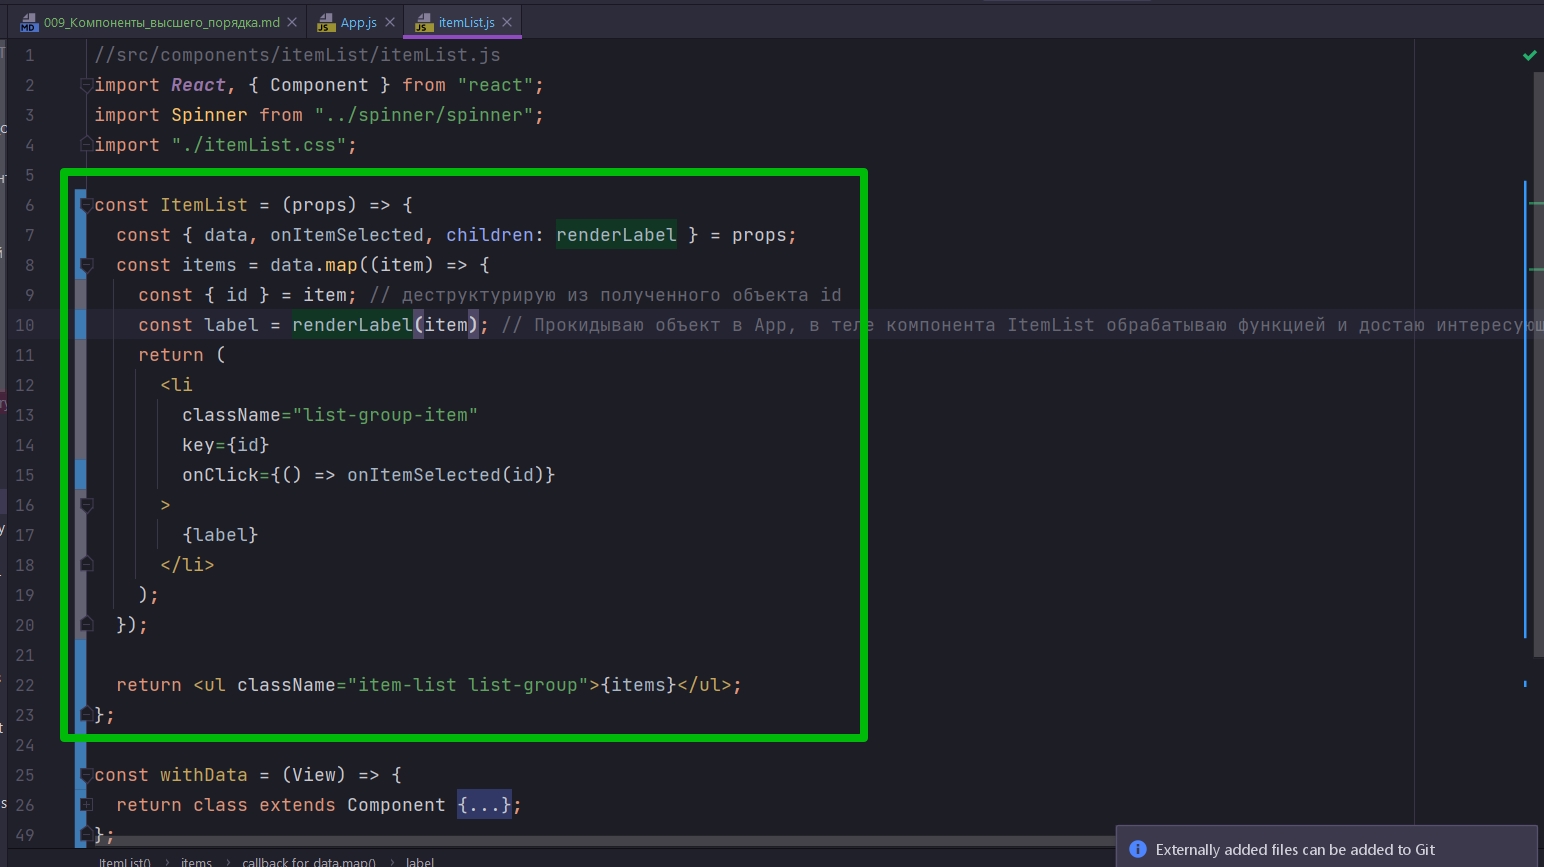 009_Компоненты_высшего_порядка.md
App.js
itemList.js
1 //src/components/itemList/itemList.js
2 import React, { Component } from "react";
3 import Spinner from "../spinner/spinner";
4 import "./itemList.css";
5
6 const ItemList = (props) => {
7 const { data, onItemSelected, children: renderLabel } = props;
8 const items = data.map((item) => {
9 const { id } = item; // деструктурирую из полученного объекта id
10 const label = renderLabel(item); // Прокидываю объект в App, в теле компонента ItemList обрабатываю функцией и достаю
11 return (
12 <li
13 className="list-group-item"
14 key={id}
15 onClick={() => onItemSelected(id)}
16 >
17 {label}
18 </li>
19 );
20 });
21
22 return <ul className="item-list list-group">{items}</ul>;
23 };
24
25 const withData = (View) => {
26 return class extends Component {...};
49 };
Externally added files can be added to Git
ItemList() › items › callback for data.map() › label